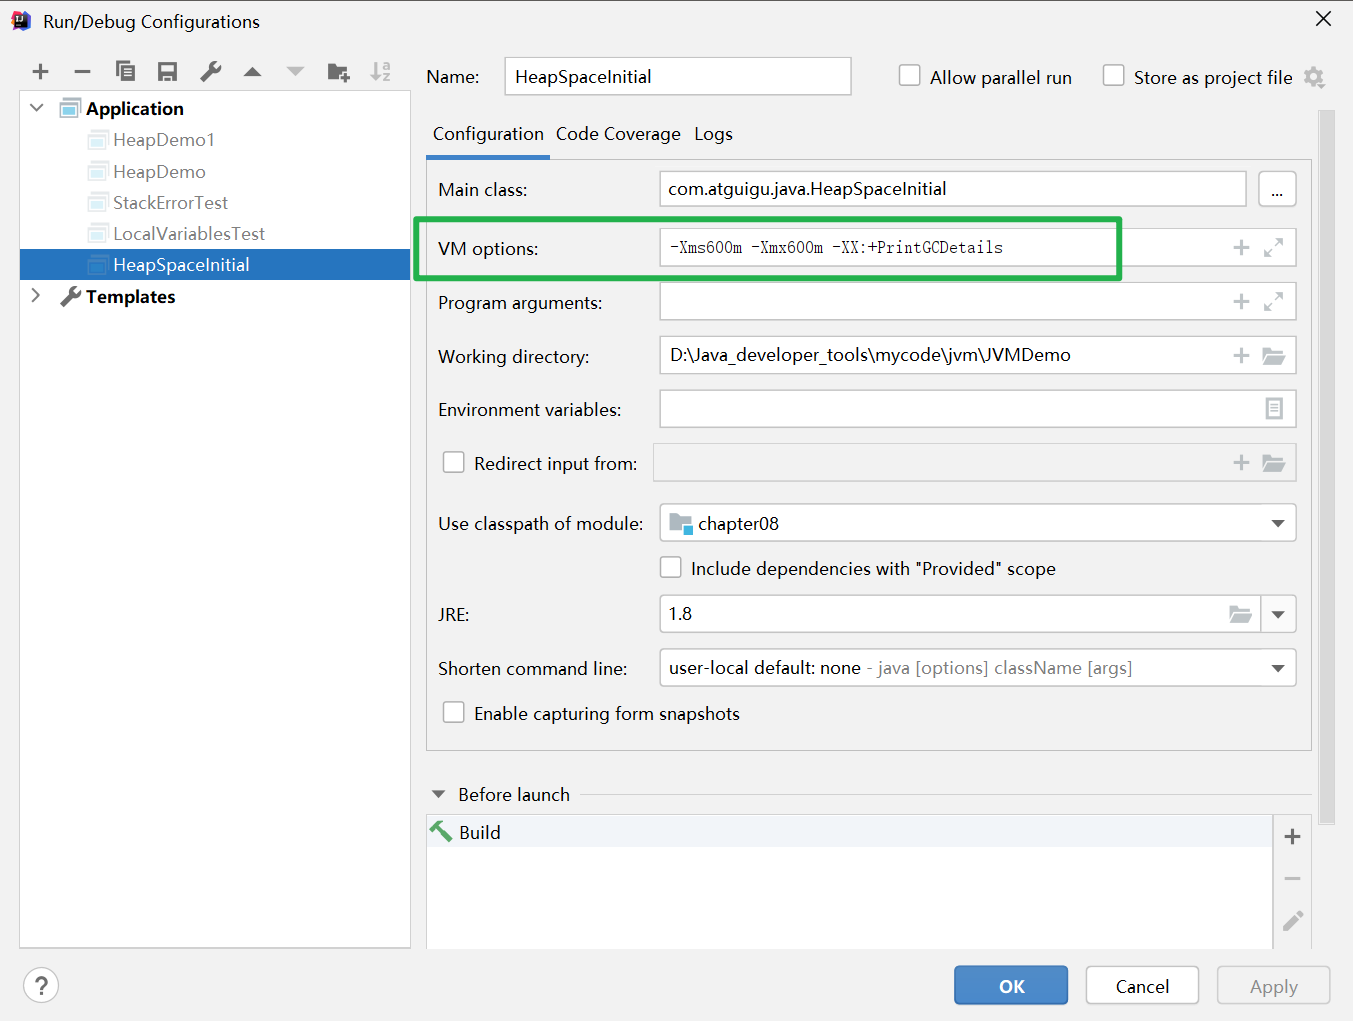 Run/Debug Configurations
Name: HeapSpaceInitial Allow parallel run Store as project file
Application
HeapDemo1
HeapDemo
StackErrorTest
LocalVariablesTest
HeapSpaceInitial
Templates
Configuration Code Coverage Logs
Main class: com.atguigu.java.HeapSpaceInitial ...
VM options: -Xms600m -Xmx600m -XX:+PrintGCDetails
Program arguments:
Working directory: D:\Java_developer_tools\mycode\jvm\JVMDemo
Environment variables:
Redirect input from:
Use classpath of module: chapter08
Include dependencies with "Provided" scope
JRE: 1.8
Shorten command line: user-local default: none - java [options] className [args]
Enable capturing form snapshots
Before launch
Build
? OK Cancel Apply